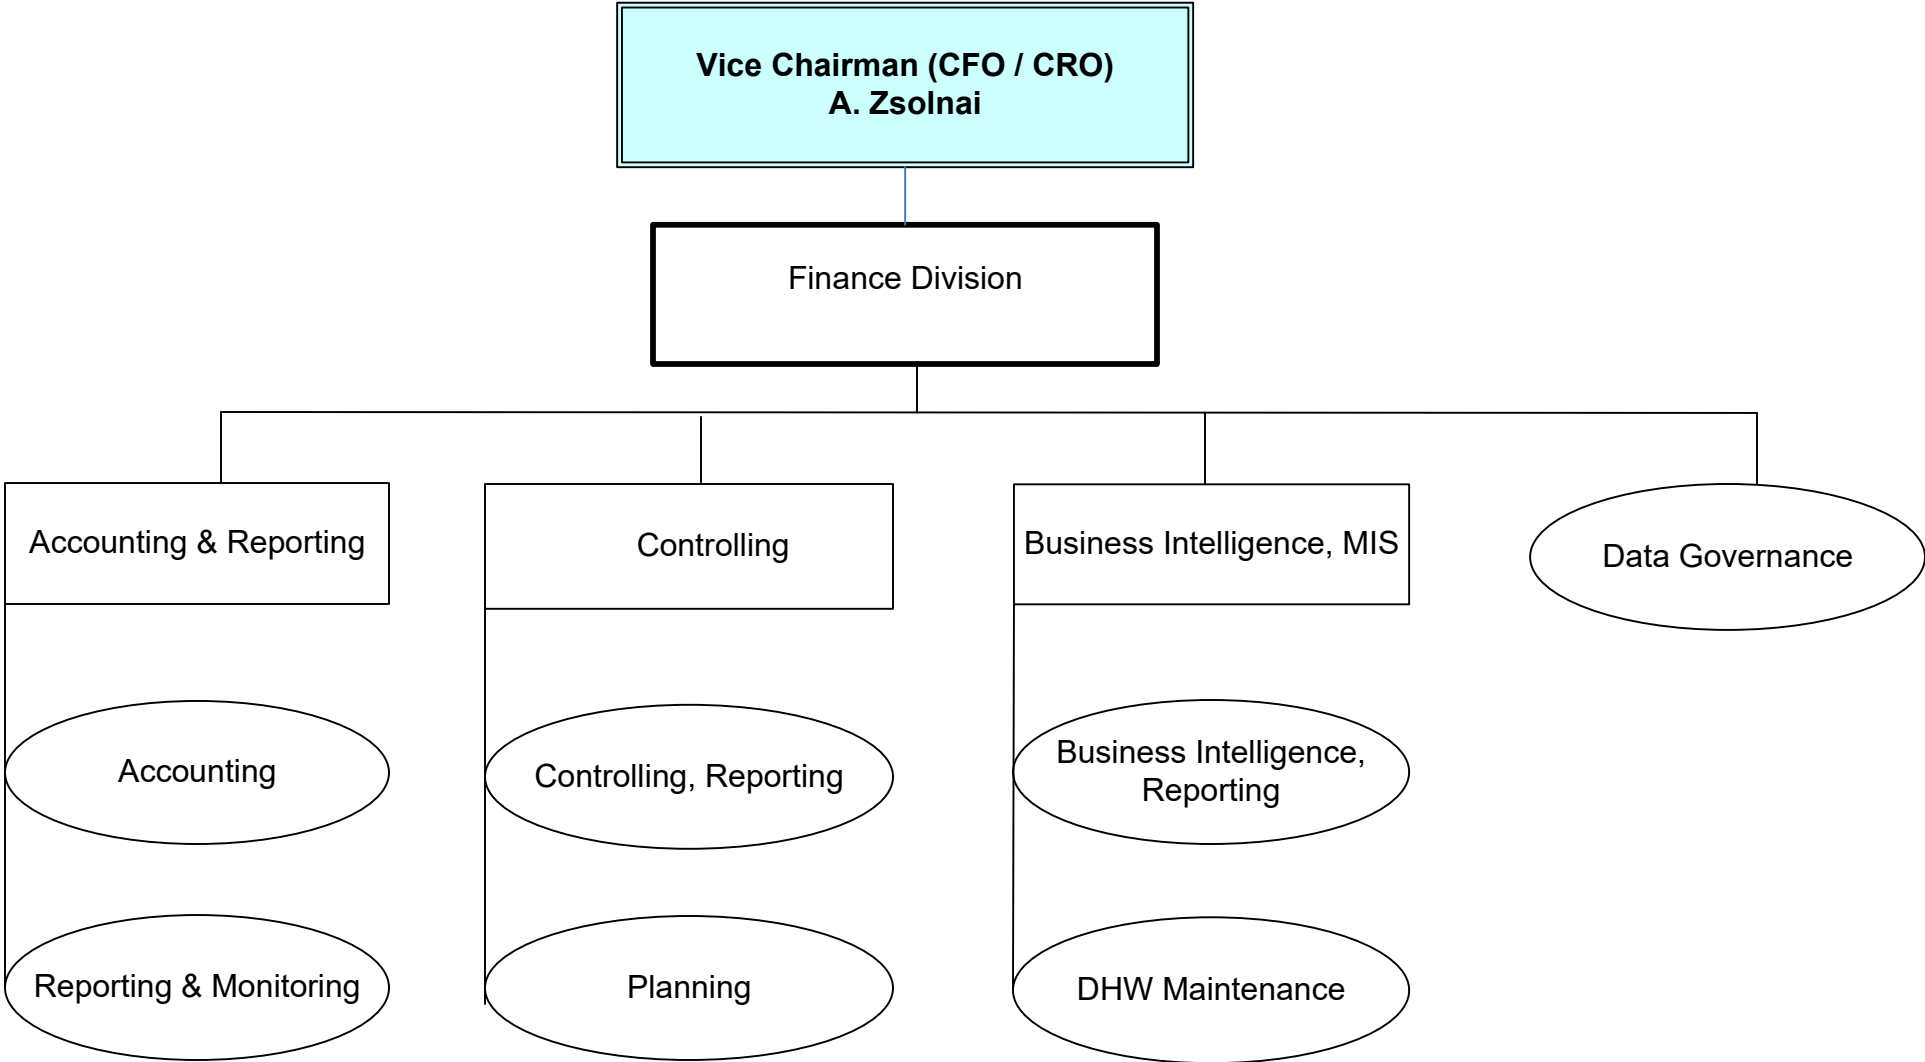 Vice Chairman (CFO / CRO)
A. Zsolnai
Finance Division
Accounting & Reporting
Controlling
Business Intelligence, MIS
Data Governance
Accounting
Controlling, Reporting
Business Intelligence,
Reporting
Reporting & Monitoring
Planning
DHW Maintenance